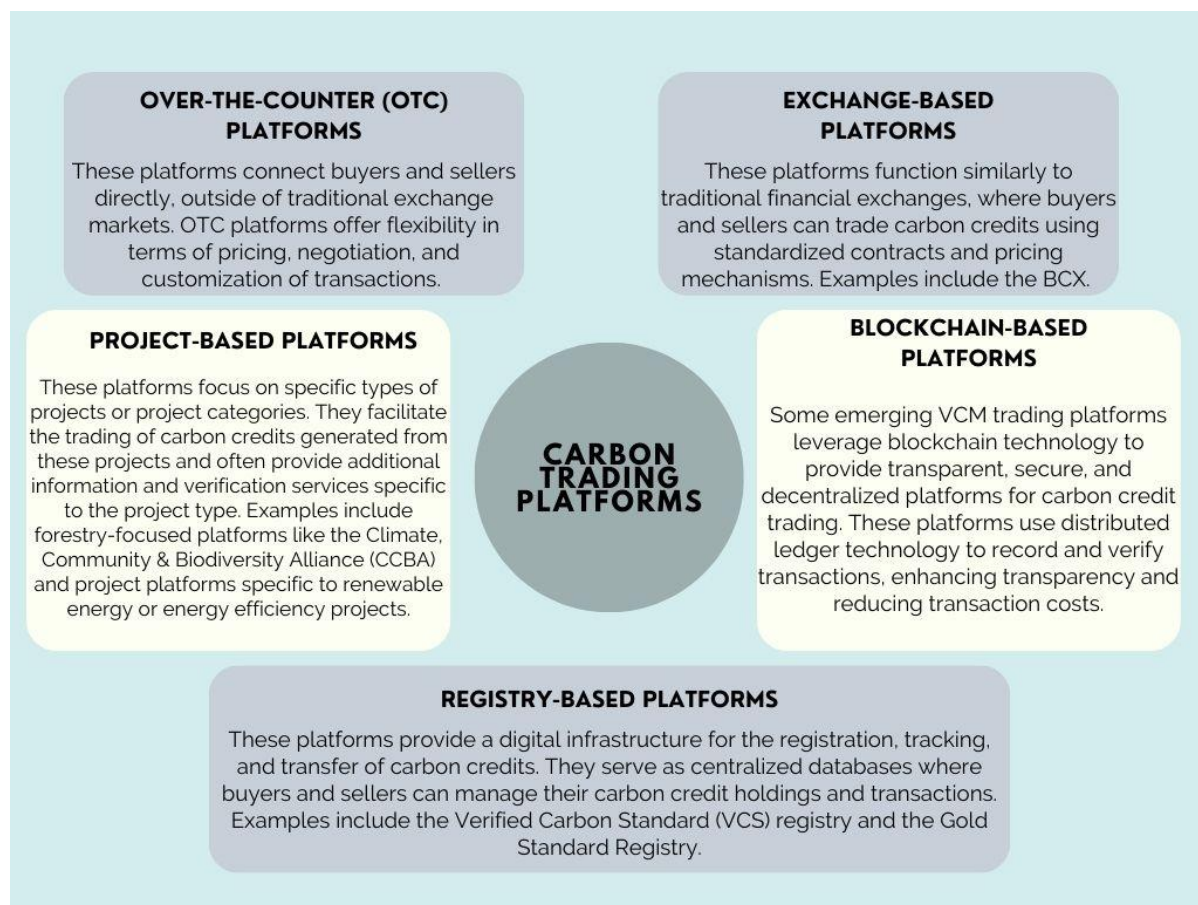 OVER-THE-COUNTER (OTC)
PLATFORMS
These platforms connect buyers and sellers
directly, outside of traditional exchange
markets. OTC platforms offer flexibility in
terms of pricing, negotiation, and
customization of transactions.
EXCHANGE-BASED
PLATFORMS
These platforms function similarly to
traditional financial exchanges, where buyers
and sellers can trade carbon credits using
standardized contracts and pricing
mechanisms. Examples include the BCX.
PROJECT-BASED PLATFORMS
These platforms focus on specific types of
projects or project categories. They facilitate
the trading of carbon credits generated from
these projects and often provide additional
information and verification services specific
to the project type. Examples include
forestry-focused platforms like the Climate,
Community & Biodiversity Alliance (CCBA)
and project platforms specific to renewable
energy or energy efficiency projects.
CARBON
TRADING
PLATFORMS
BLOCKCHAIN-BASED
PLATFORMS
Some emerging VCM trading platforms
leverage blockchain technology to
provide transparent, secure, and
decentralized platforms for carbon credit
trading. These platforms use distributed
ledger technology to record and verify
transactions, enhancing transparency and
reducing transaction costs.
REGISTRY-BASED PLATFORMS
These platforms provide a digital infrastructure for the registration, tracking,
and transfer of carbon credits. They serve as centralized databases where
buyers and sellers can manage their carbon credit holdings and transactions.
Examples include the Verified Carbon Standard (VCS) registry and the Gold
Standard Registry.